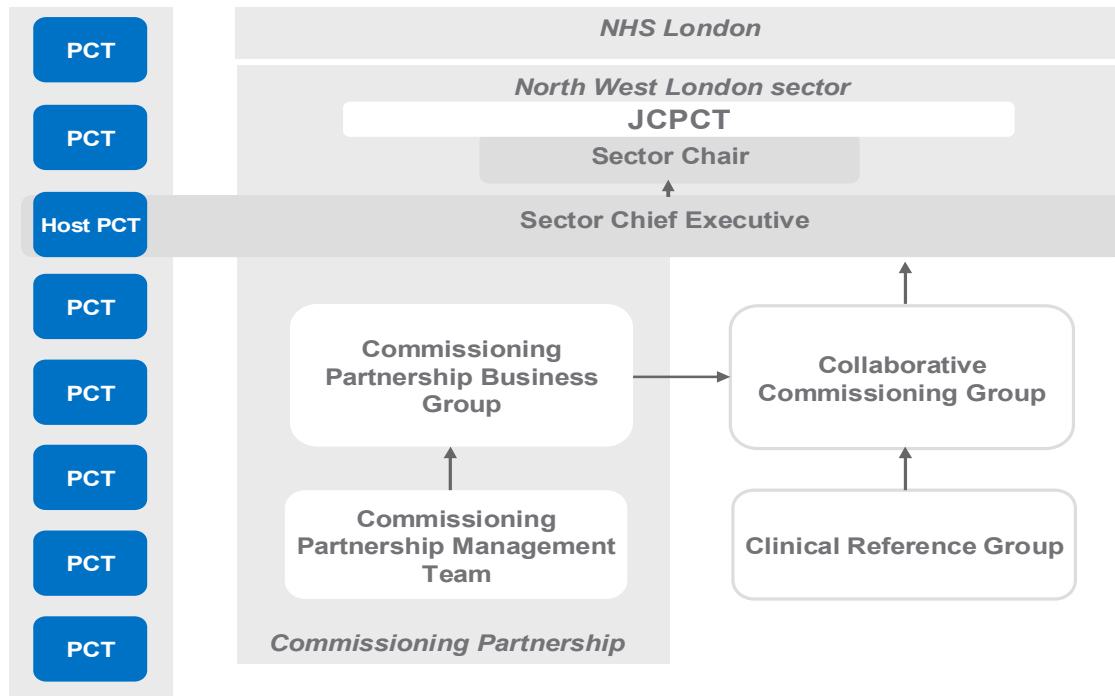 PCT
PCT
Host PCT
PCT
PCT
PCT
PCT
PCT
NHS London
North West London sector
JCPCT
Sector Chair
Sector Chief Executive
Commissioning
Partnership Business
Group
Collaborative
Commissioning Group
Commissioning
Partnership Management
Team
Clinical Reference Group
Commissioning Partnership